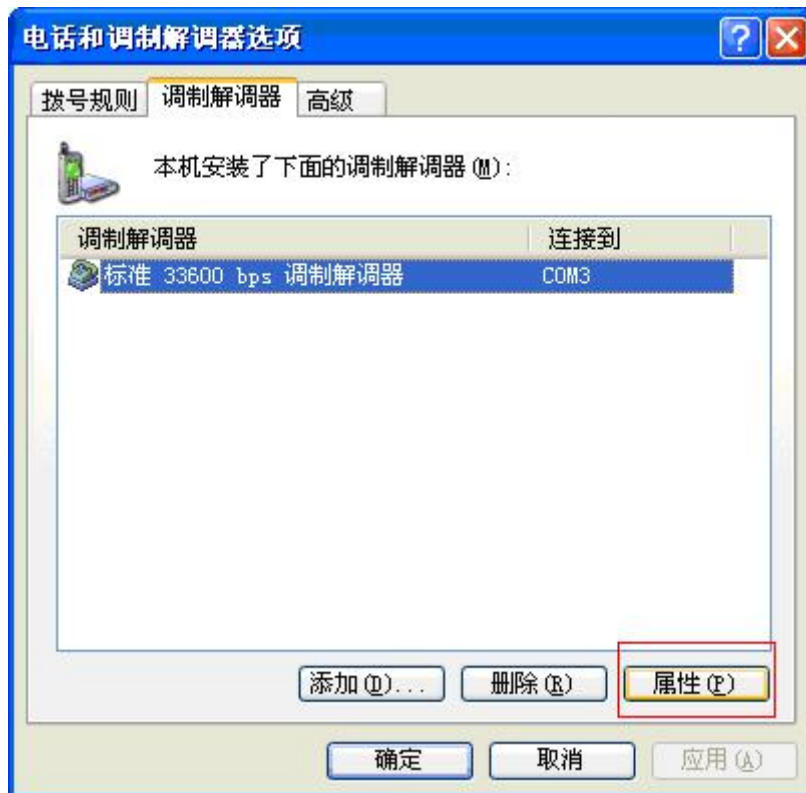 电话和调制解调器选项
拨号规则 调制解调器 高级
本机安装了下面的调制解调器(M):
调制解调器 连接到
标准 33600 bps 调制解调器 COM3
添加(D)... 删除(R) 属性(P)
确定 取消 应用(A)